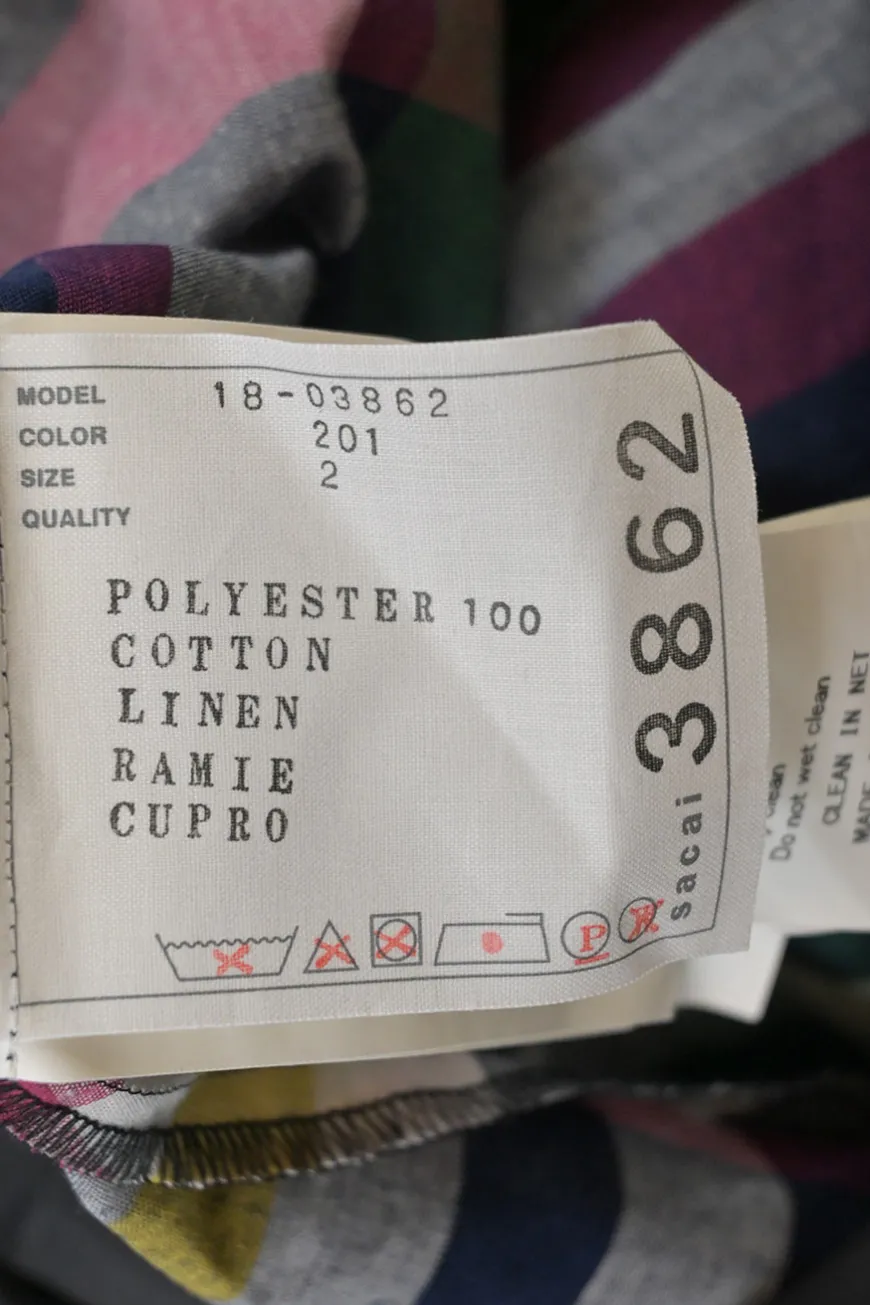 MODEL 18-03862
COLOR 201
SIZE 2
QUALITY
POLYESTER 100
COTTON
LINEN
RAMIE
CUPRO
P
sacai 3862
Do not wet clean
CLEAN IN NET